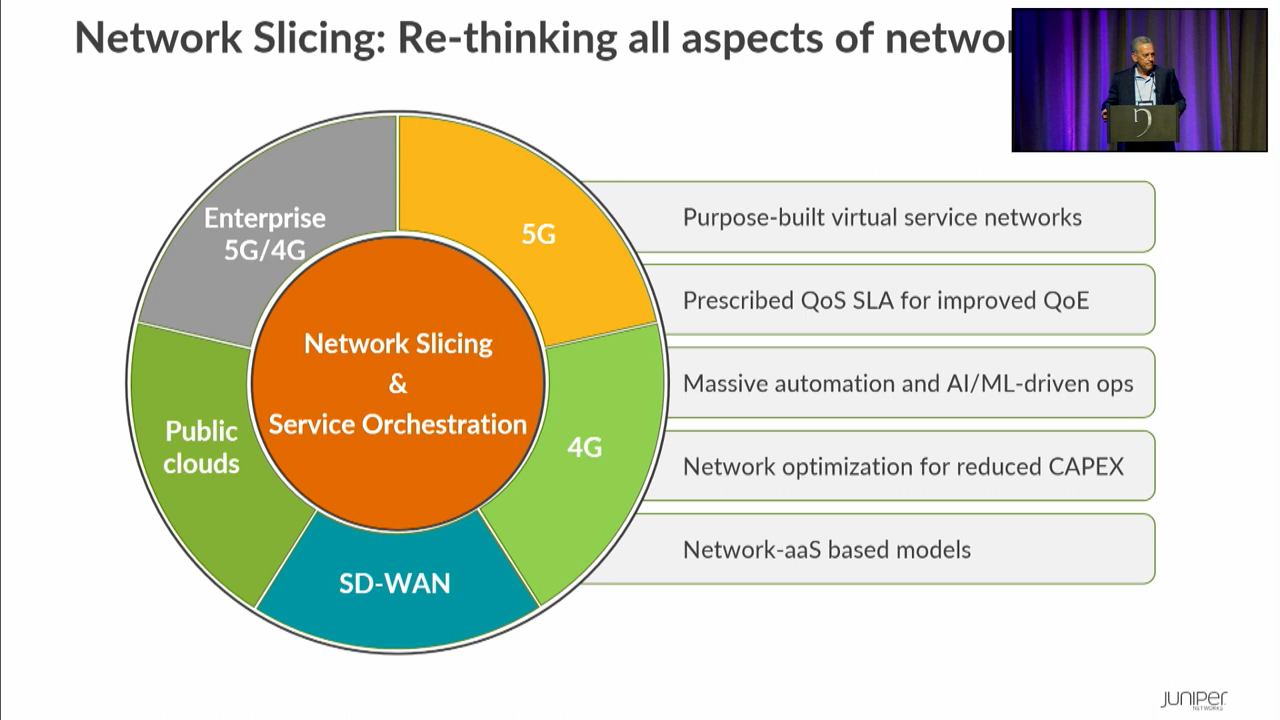 Network Slicing: Re-thinking all aspects of
Enterprise
5G/4G
5G
Network Slicing
&
Service Orchestration
Public
clouds
4G
SD-WAN
Purpose-built virtual service networks
Prescribed QoS SLA for improved QoE
Massive automation and AI/ML-driven ops
Network optimization for reduced CAPEX
Network-aaS based models
JUNIPER
NETWORKS